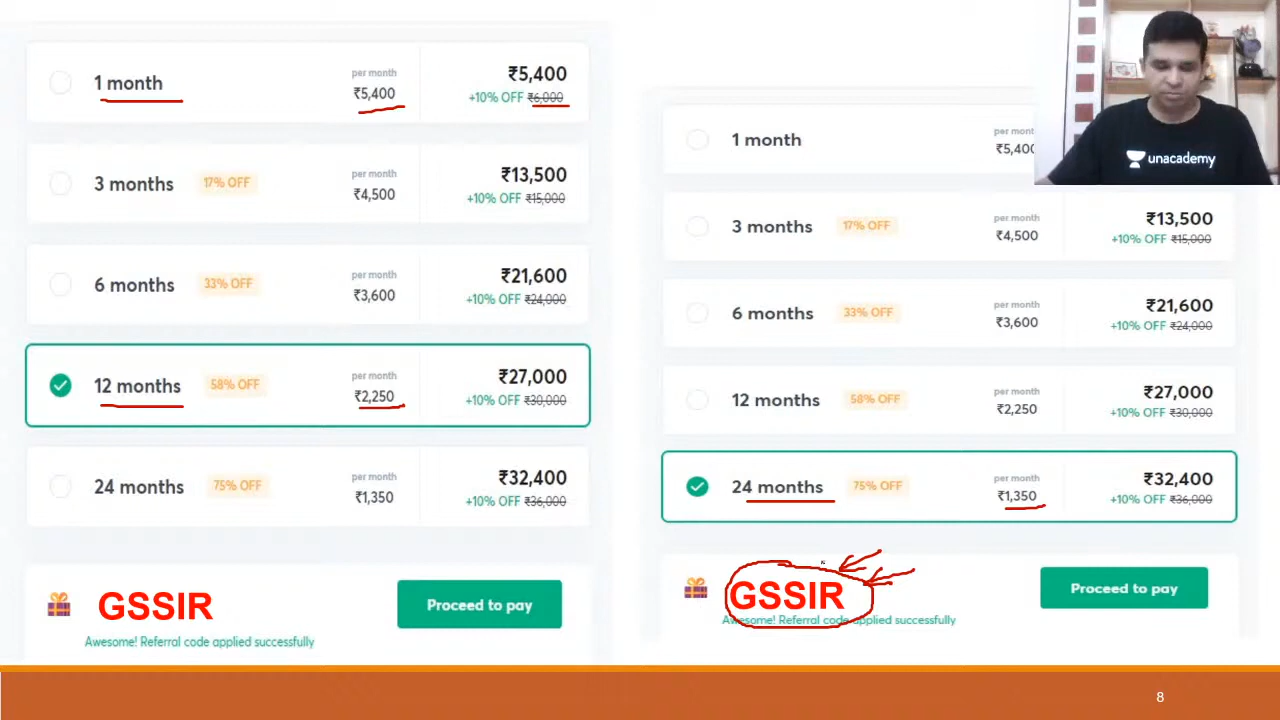 1 month
per month
₹5,400
₹5,400
+10% OFF ₹6,000
3 months
17% OFF
per month
₹4,500
₹13,500
+10% OFF ₹15,000
6 months
33% OFF
per month
₹3,600
₹21,600
+10% OFF ₹24,000
12 months
58% OFF
per month
₹2,250
₹27,000
+10% OFF ₹30,000
24 months
75% OFF
per month
₹1,350
₹32,400
+10% OFF ₹36,000
GSSIR
Awesome! Referral code applied successfully
Proceed to pay
1 month
per mont
₹5,400
3 months
17% OFF
per month
₹4,500
₹13,500
+10% OFF ₹15,000
6 months
33% OFF
per month
₹3,600
₹21,600
+10% OFF ₹24,000
12 months
58% OFF
per month
₹2,250
₹27,000
+10% OFF ₹30,000
24 months
75% OFF
per month
₹1,350
₹32,400
+10% OFF ₹36,000
GSSIR
Awesome! Referral code applied successfully
Proceed to pay
unacademy
8